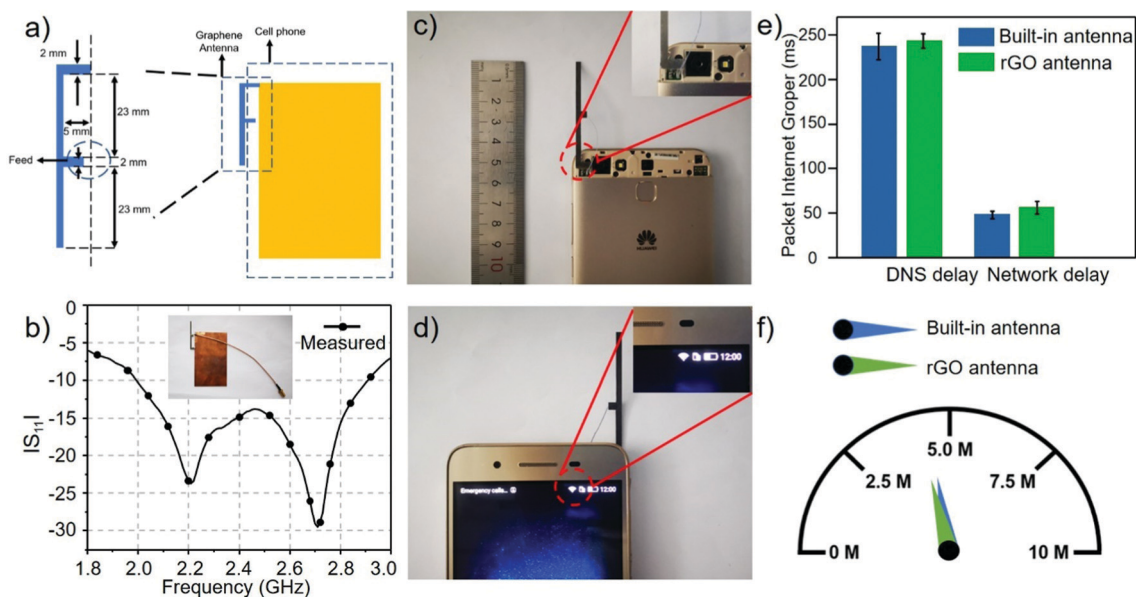 a)
Graphene
Antenna
Cell phone
2 mm
23 mm
5 mm
Feed
2 mm
23 mm
b)
Measured
|S11|
0
-5
-10
-15
-20
-25
-30
1.8
2.0
2.2
2.4
2.6
2.8
3.0
Frequency (GHz)
c)
1
2
3
4
5
6
7
8
9
10
HUAWEI
d)
12:00
Emergency calls...
12:00
e)
Packet Internet Groper (ms)
250
200
150
100
50
0
Built-in antenna
rGO antenna
DNS delay
Network delay
f)
Built-in antenna
rGO antenna
0 M
2.5 M
5.0 M
7.5 M
10 M